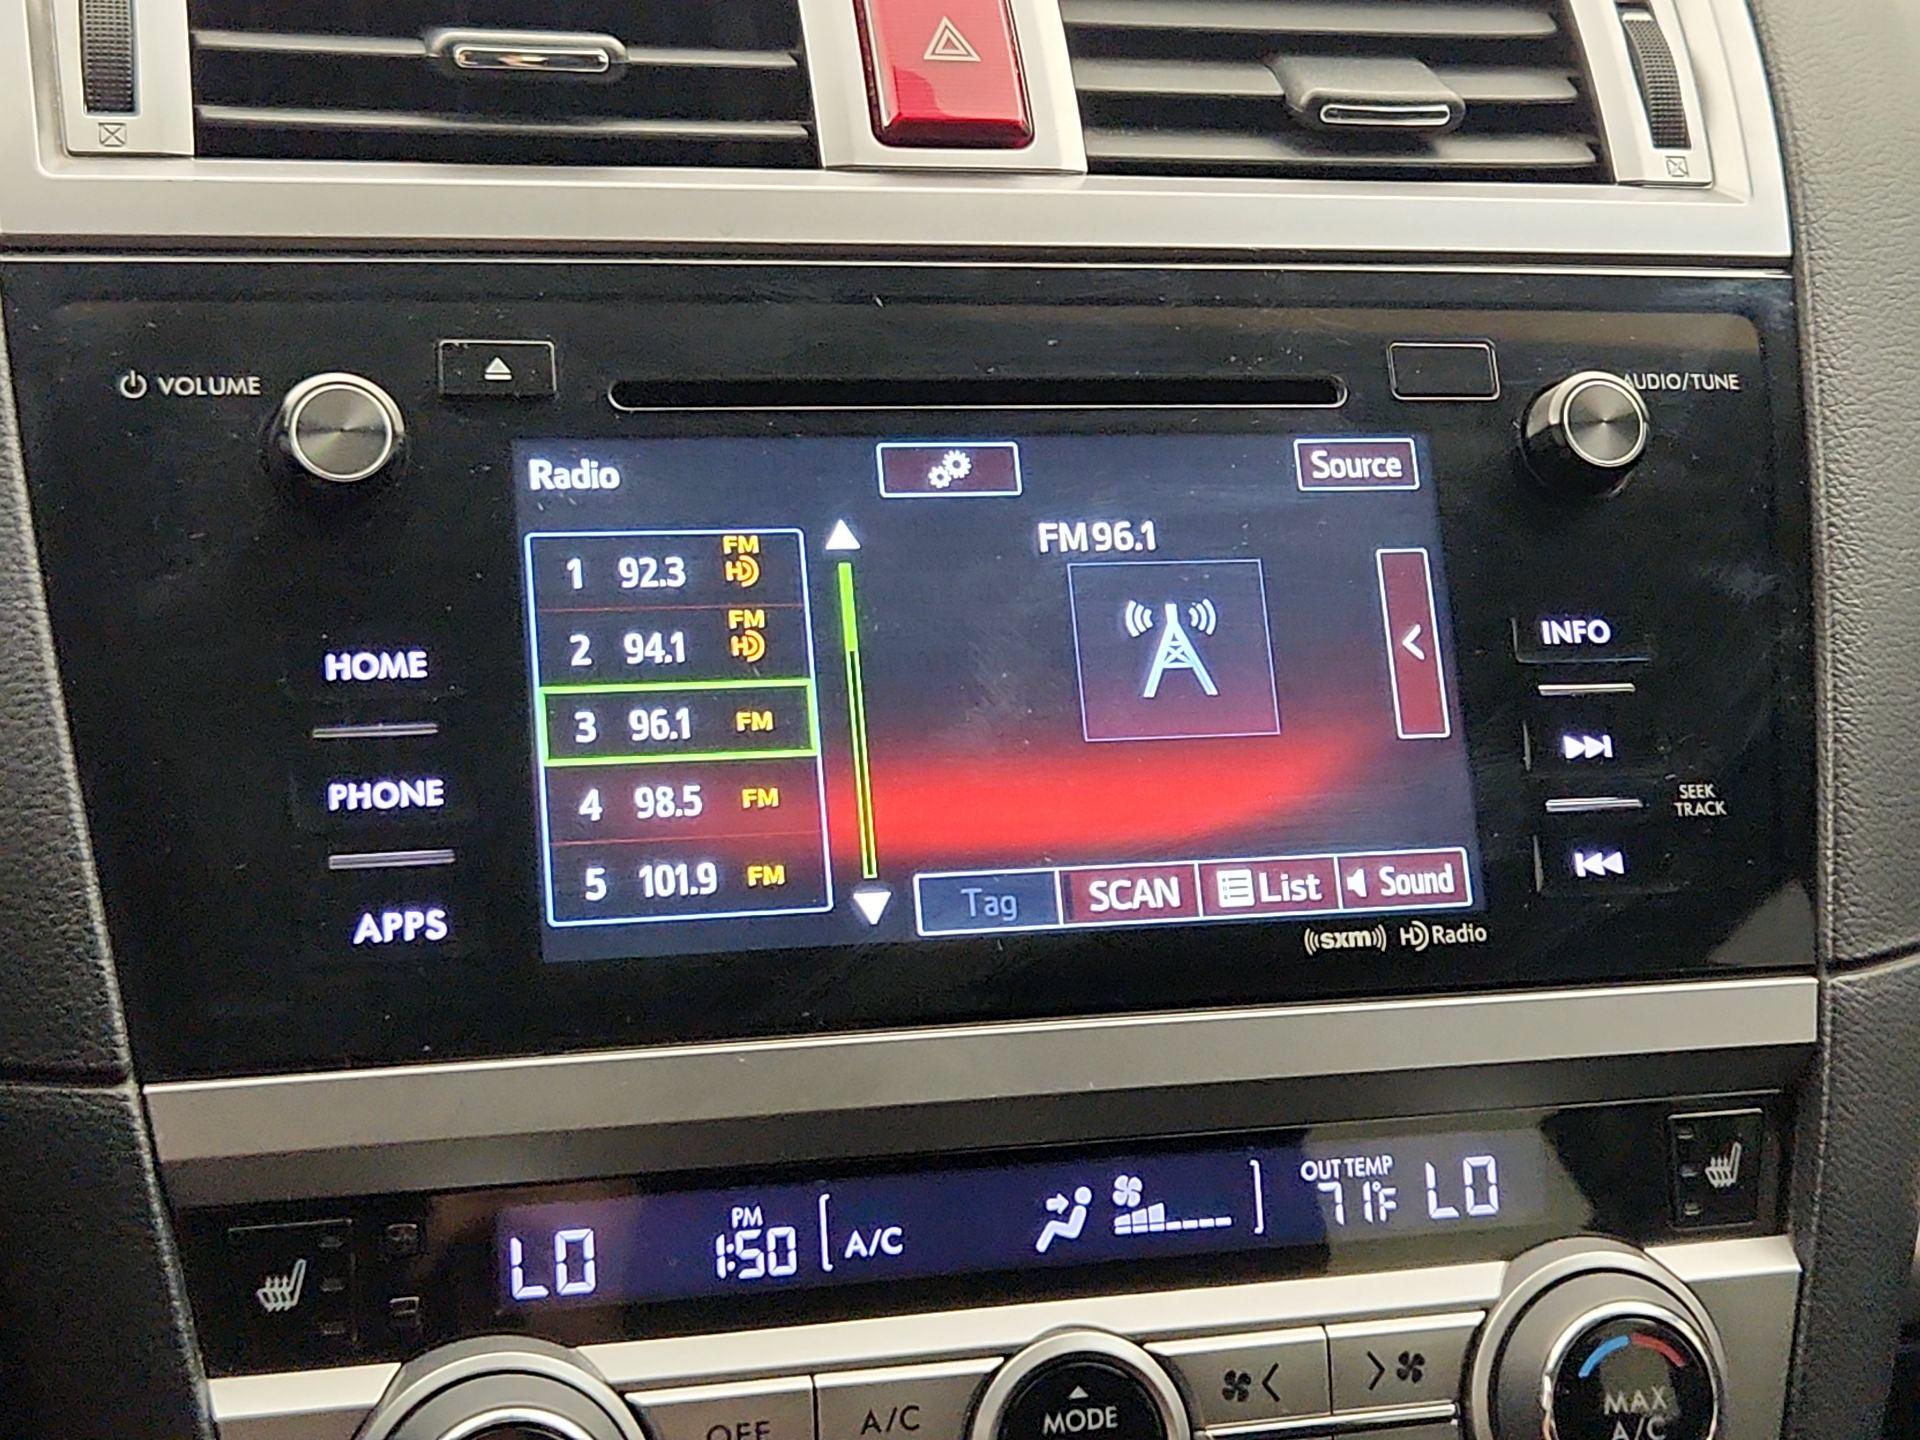 VOLUME
AUDIO/TUNE
Radio
Source
FM 96.1
1 92.3 FM HD
2 94.1 FM HD
3 96.1 FM
4 98.5 FM
5 101.9 FM
Tag
SCAN
List
Sound
HOME
PHONE
APPS
INFO
SEEK
TRACK
((sxm)) HD Radio
LO
PM
1:50
A/C
OUT TEMP
71°F
LO
OFF
A/C
MODE
MAX
A/C